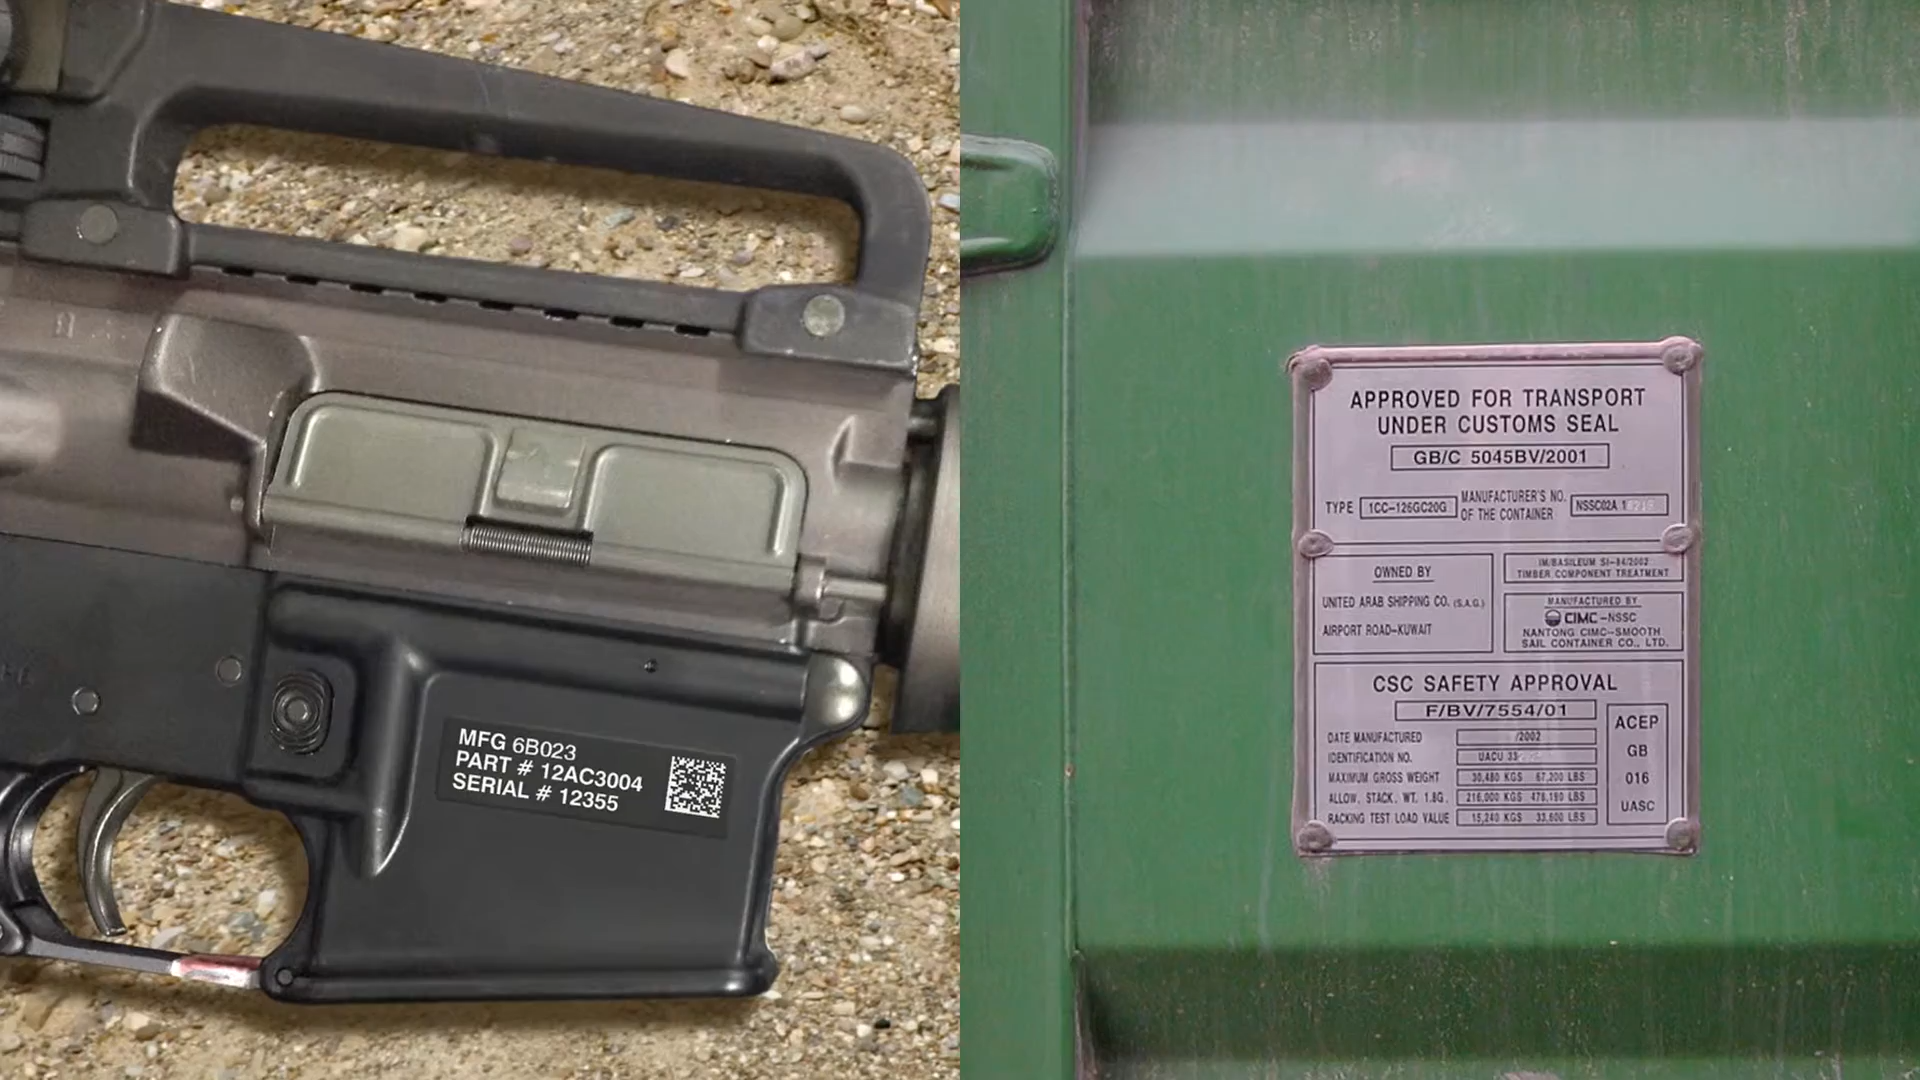 MFG 6B023
PART # 12AC3004
SERIAL # 12355
APPROVED FOR TRANSPORT
UNDER CUSTOMS SEAL
GB/C 5045BV/2001
TYPE 1CC-126GC20G MANUFACTURER'S NO. OF THE CONTAINER NSSC02A 1
OWNED BY
UNITED ARAB SHIPPING CO. (S.A.G.)
AIRPORT ROAD-KUWAIT
IM/BASILEUM SI-84/2002
TIMBER COMPONENT TREATMENT
MANUFACTURED BY
CIMC-NSSC
NANTONG CIMC-SMOOTH
SAIL CONTAINER CO., LTD.
CSC SAFETY APPROVAL
F/BV/7554/01
DATE MANUFACTURED /2002
IDENTIFICATION NO. UACU 33
MAXIMUM GROSS WEIGHT 30,480 KGS 67,200 LBS
ALLOW. STACK. WT. 1.8G. 216,000 KGS 476,190 LBS
RACKING TEST LOAD VALUE 15,240 KGS 33,600 LBS
ACEP
GB
016
UASC